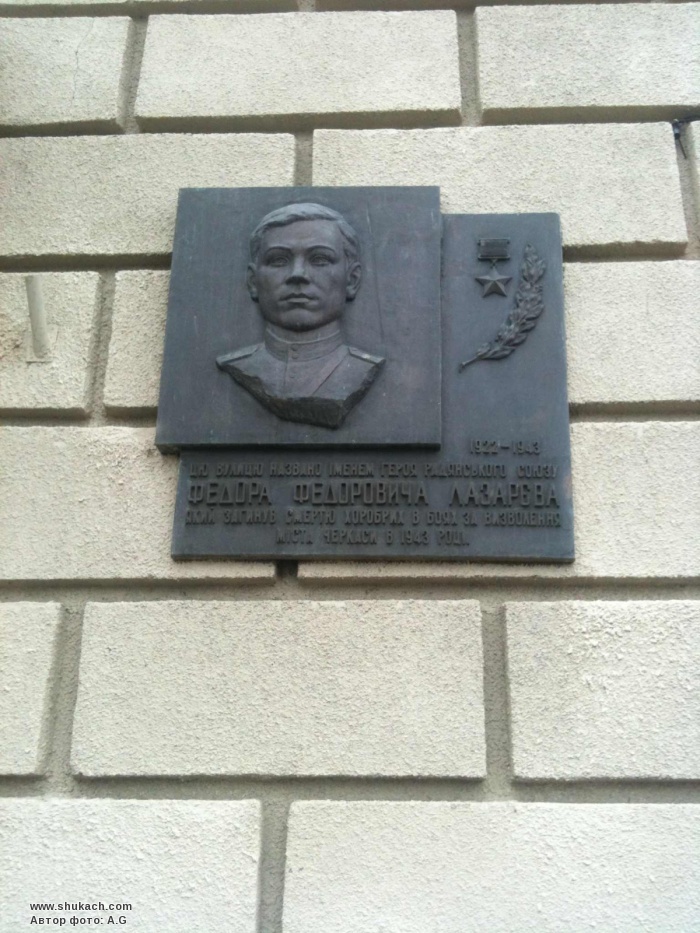 1922—1943
ЦЮ ВУЛИЦЮ НАЗВАНО ІМЕНЕМ ГЕРОЯ РАДЯНСЬКОГО СОЮЗУ
ФЕДОРА ФЕДОРОВИЧА ЛАЗАРЄВА
ЯКИЙ ЗАГИНУВ СМЕРТЮ ХОРОБРИХ В БОЯХ ЗА ВИЗВОЛЕННЯ
МІСТА ЧЕРКАСИ В 1943 РОЦІ.
www.shukach.com
Автор фото: A.G